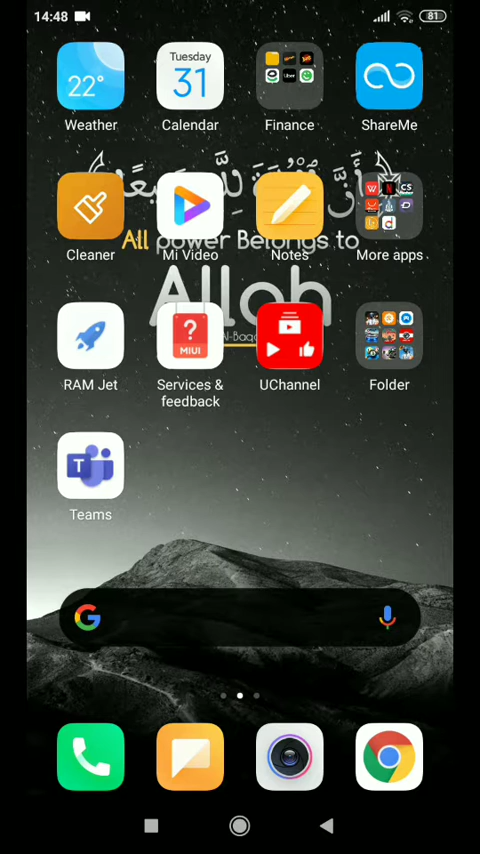 14:48
81
22°
Weather
Tuesday
31
Calendar
Finance
ShareMe
Cleaner
Mi Video
Notes
More apps
All power Belongs to
Allah
RAM Jet
?
MIUI
Services &
feedback
UChannel
Folder
T
Teams
G